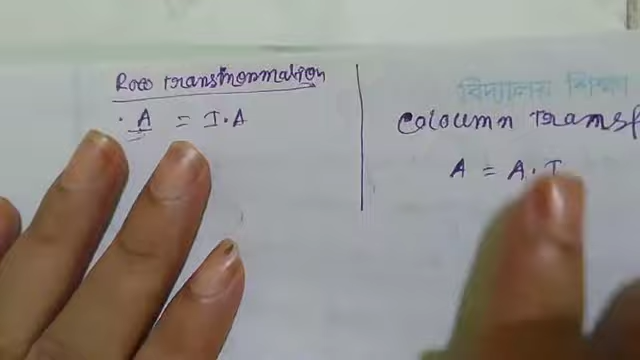 Row transformation
A = I.A
বিদ্যালয় শিক্ষা
Coloumn transf
A = A. I